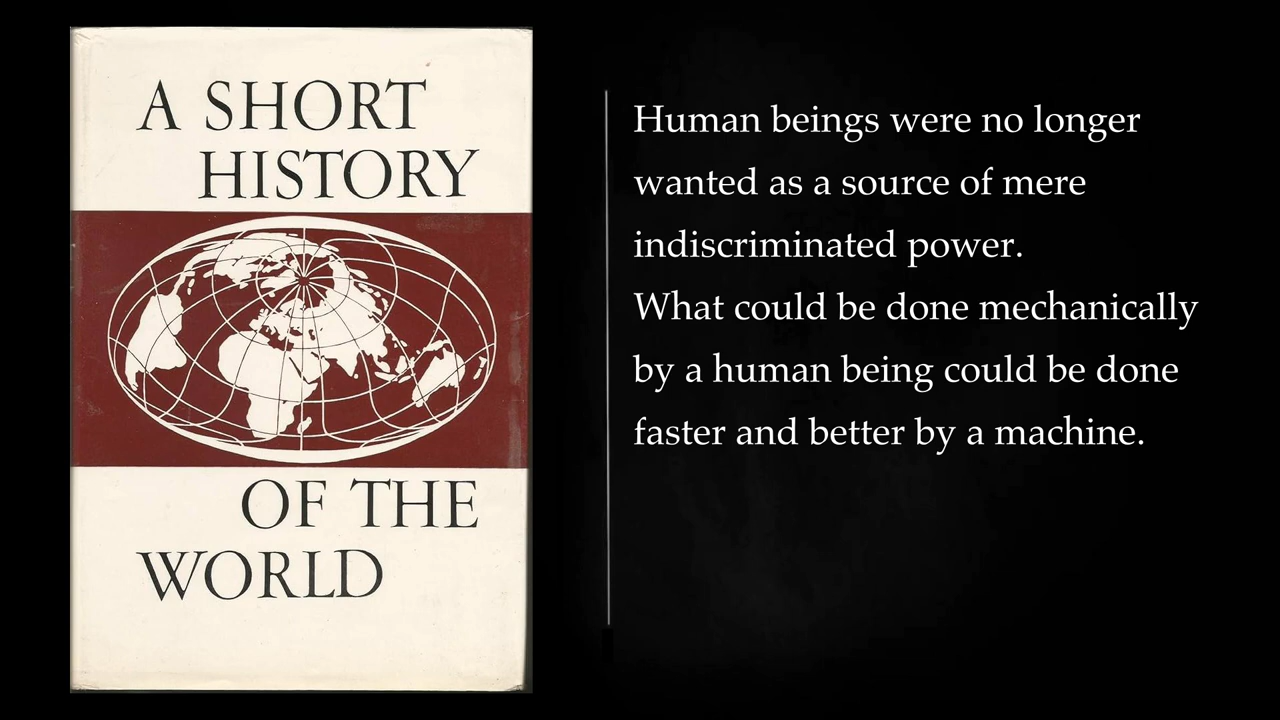 A SHORT
HISTORY
OF THE
WORLD
Human beings were no longer
wanted as a source of mere
indiscriminated power.
What could be done mechanically
by a human being could be done
faster and better by a machine.